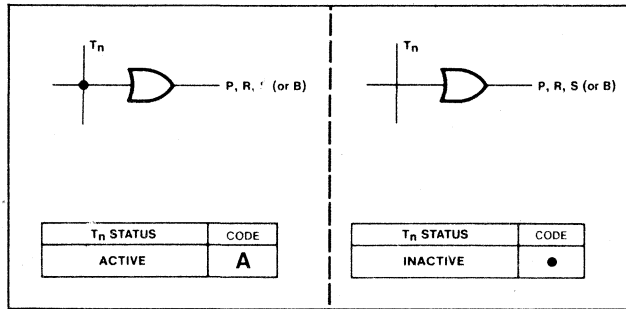 Tn
P, R, (or B)
Tn STATUS CODE
ACTIVE A
Tn
P, R, S (or B)
Tn STATUS CODE
INACTIVE ●